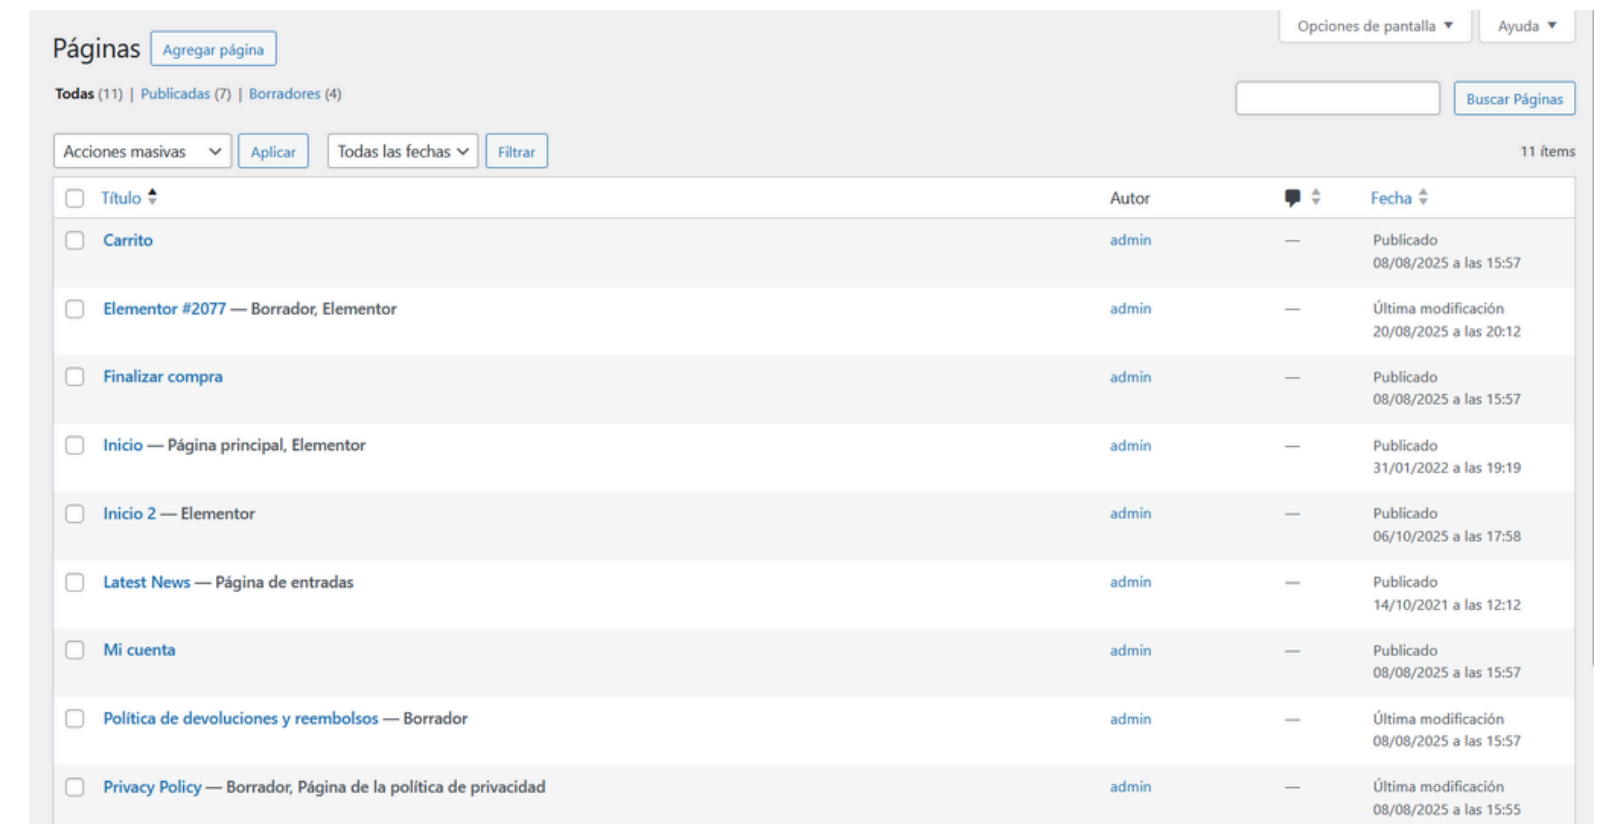 Opciones de pantalla ▼ Ayuda ▼
Páginas Agregar página
Todas (11) | Publicadas (7) | Borradores (4)
Buscar Páginas
Acciones masivas Aplicar Todas las fechas Filtrar 11 ítems
Título Autor Fecha
Carrito admin — Publicado
08/08/2025 a las 15:57
Elementor #2077 — Borrador, Elementor admin — Última modificación
20/08/2025 a las 20:12
Finalizar compra admin — Publicado
08/08/2025 a las 15:57
Inicio — Página principal, Elementor admin — Publicado
31/01/2022 a las 19:19
Inicio 2 — Elementor admin — Publicado
06/10/2025 a las 17:58
Latest News — Página de entradas admin — Publicado
14/10/2021 a las 12:12
Mi cuenta admin — Publicado
08/08/2025 a las 15:57
Política de devoluciones y reembolsos — Borrador admin — Última modificación
08/08/2025 a las 15:57
Privacy Policy — Borrador, Página de la política de privacidad admin — Última modificación
08/08/2025 a las 15:55